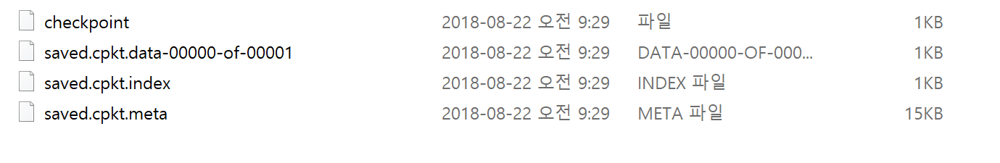 checkpoint 2018-08-22 오전 9:29 파일 1KB
saved.cpkt.data-00000-of-00001 2018-08-22 오전 9:29 DATA-00000-OF-000... 1KB
saved.cpkt.index 2018-08-22 오전 9:29 INDEX 파일 1KB
saved.cpkt.meta 2018-08-22 오전 9:29 META 파일 15KB